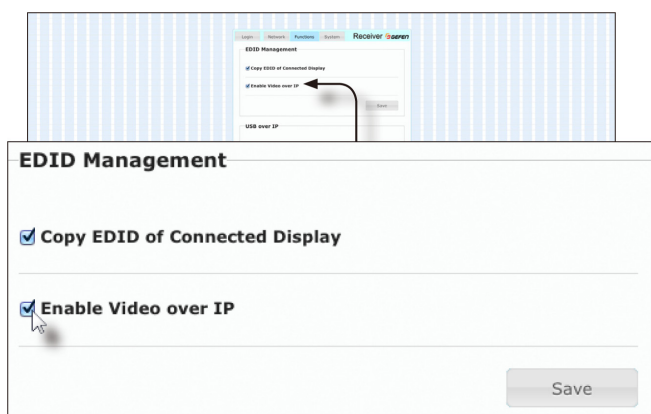 Login Network Functions System Receiver Gefen
EDID Management
Copy EDID of Connected Display
Enable Video over IP
Save
USB over IP
EDID Management
Copy EDID of Connected Display
Enable Video over IP
Save